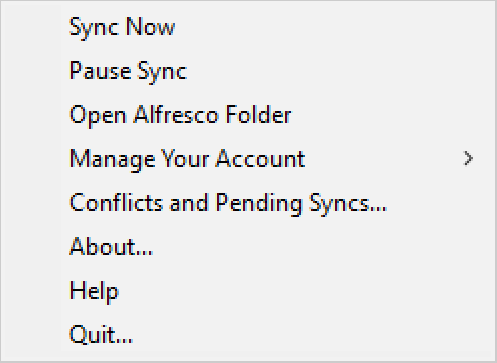 Sync Now
Pause Sync
Open Alfresco Folder
Manage Your Account
Conflicts and Pending Syncs...
About...
Help
Quit...